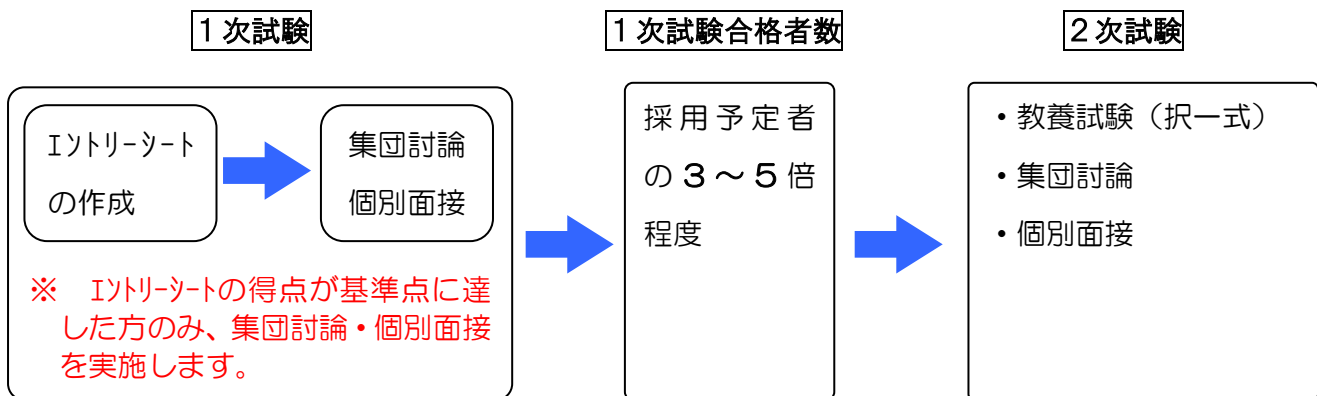 1次試験
1次試験合格者数
2次試験
エントリーシート
の作成
集団討論
個別面接
※ エントリーシートの得点が基準点に達
した方のみ、集団討論・個別面接
を実施します。
採用予定者
の3～5倍
程度
・教養試験（択一式）
・集団討論
・個別面接